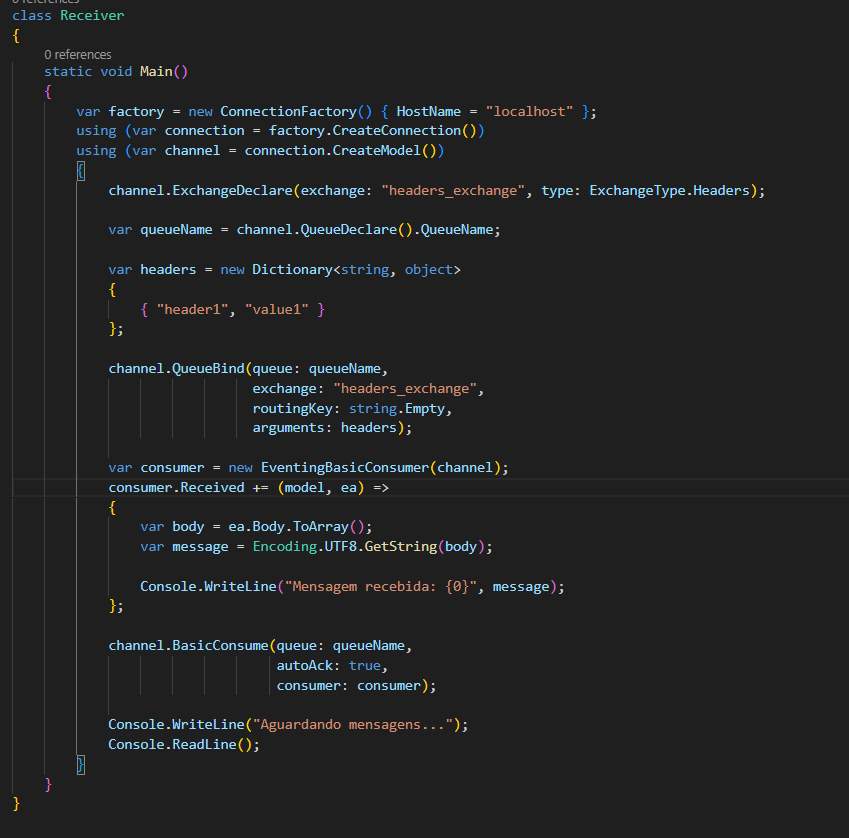 0 references
class Receiver
{
0 references
static void Main()
{
var factory = new ConnectionFactory() { HostName = "localhost" };
using (var connection = factory.CreateConnection())
using (var channel = connection.CreateModel())
{
channel.ExchangeDeclare(exchange: "headers_exchange", type: ExchangeType.Headers);
var queueName = channel.QueueDeclare().QueueName;
var headers = new Dictionary<string, object>
{
{ "header1", "value1" }
};
channel.QueueBind(queue: queueName,
exchange: "headers_exchange",
routingKey: string.Empty,
arguments: headers);
var consumer = new EventingBasicConsumer(channel);
consumer.Received += (model, ea) =>
{
var body = ea.Body.ToArray();
var message = Encoding.UTF8.GetString(body);
Console.WriteLine("Mensagem recebida: {0}", message);
};
channel.BasicConsume(queue: queueName,
autoAck: true,
consumer: consumer);
Console.WriteLine("Aguardando mensagens...");
Console.ReadLine();
}
}
}